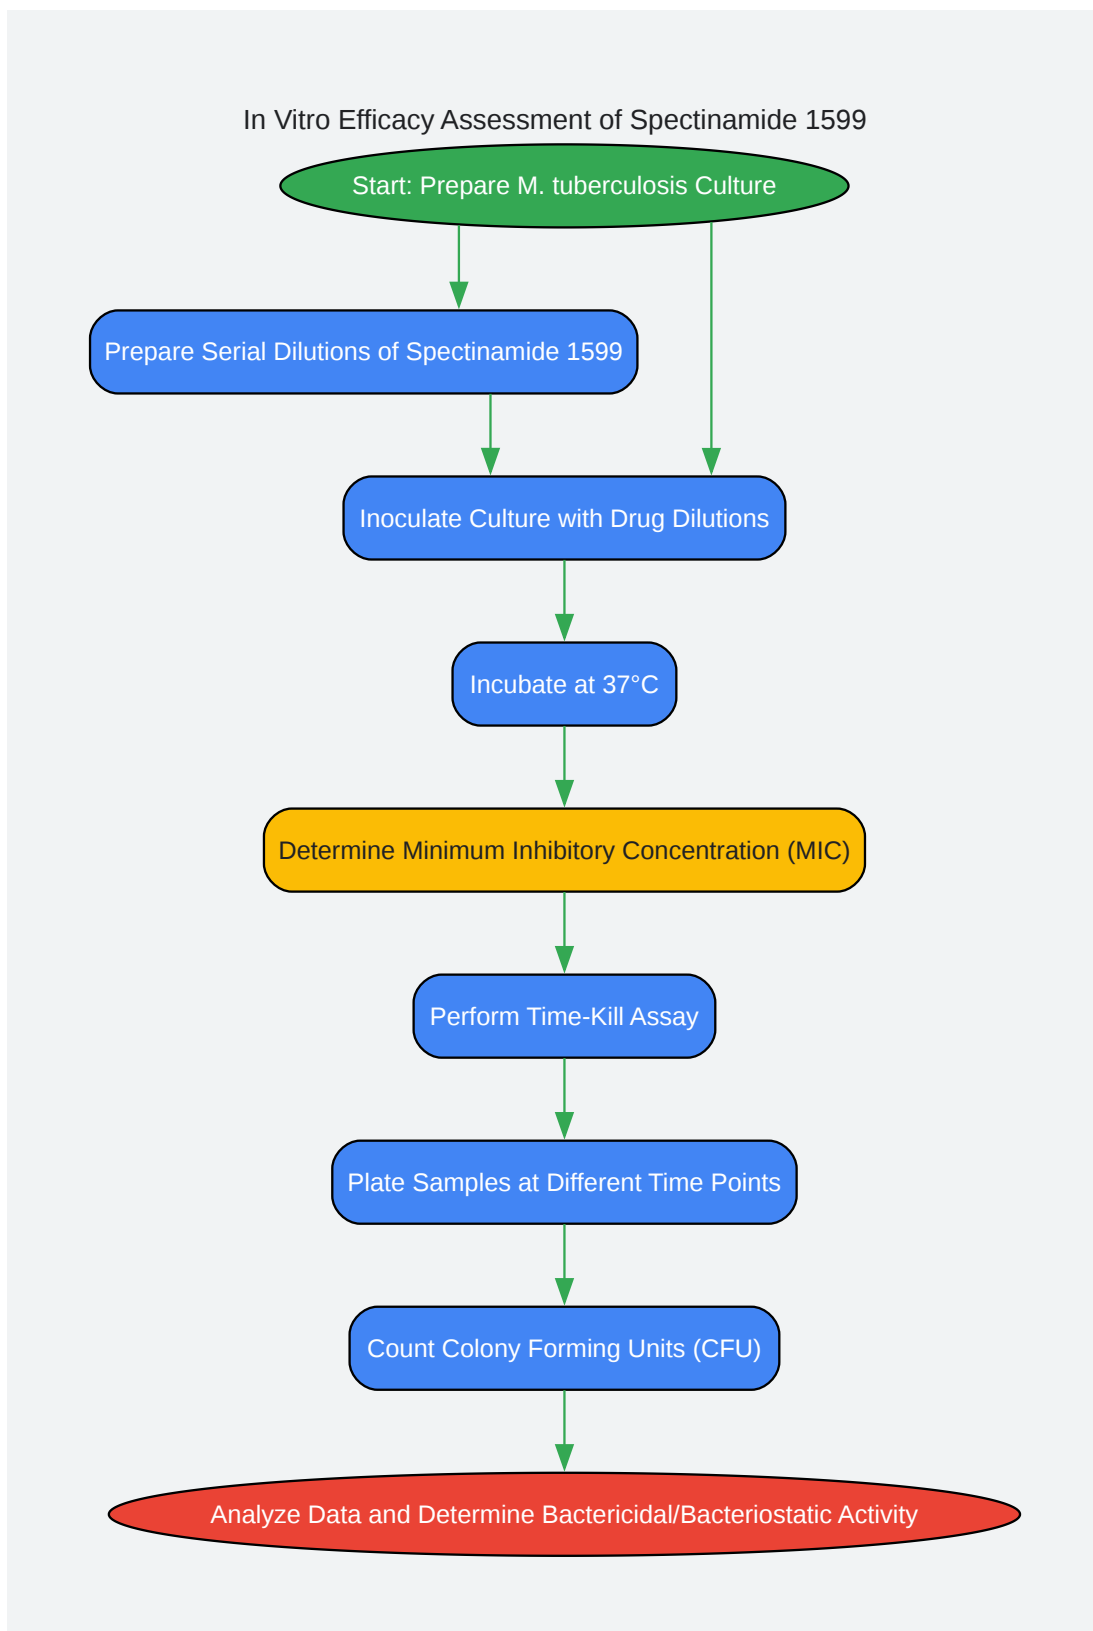 In Vitro Efficacy Assessment of Spectinamide 1599
Start: Prepare M. tuberculosis Culture
Prepare Serial Dilutions of Spectinamide 1599
Inoculate Culture with Drug Dilutions
Incubate at 37°C
Determine Minimum Inhibitory Concentration (MIC)
Perform Time-Kill Assay
Plate Samples at Different Time Points
Count Colony Forming Units (CFU)
Analyze Data and Determine Bactericidal/Bacteriostatic Activity